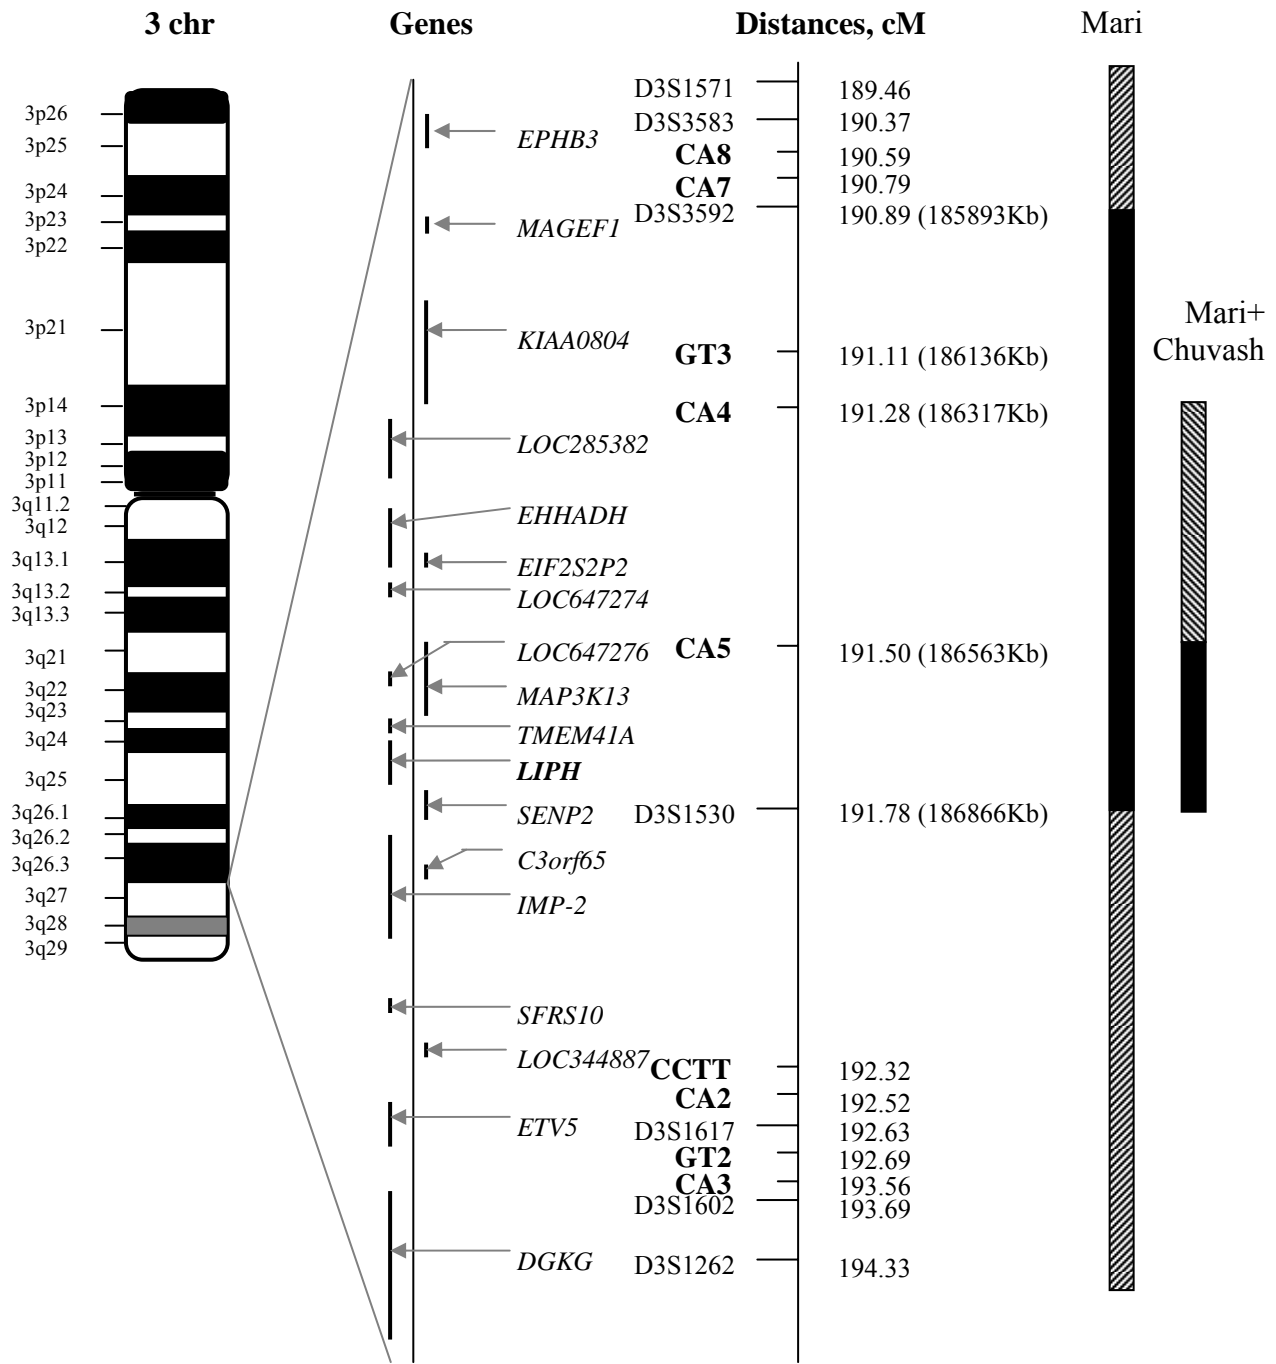 3 chr
Genes
Distances, cM
Mari
3p26
3p25
3p24
3p23
3p22
3p21
3p14
3p13
3p12
3p11
3q11.2
3q12
3q13.1
3q13.2
3q13.3
3q21
3q22
3q23
3q24
3q25
3q26.1
3q26.2
3q26.3
3q27
3q28
3q29
EPHB3
MAGEF1
KIAA0804
LOC285382
EHHADH
EIF2S2P2
LOC647274
LOC647276
MAP3K13
TMEM41A
LIPH
SENP2
C3orf65
IMP-2
SFRS10
LOC344887
ETV5
DGKG
D3S1571 189.46
D3S3583 190.37
CA8 190.59
CA7 190.79
D3S3592 190.89 (185893Kb)
GT3 191.11 (186136Kb)
CA4 191.28 (186317Kb)
CA5 191.50 (186563Kb)
D3S1530 191.78 (186866Kb)
CCTT 192.32
CA2 192.52
D3S1617 192.63
GT2 192.69
CA3 193.56
D3S1602 193.69
D3S1262 194.33
Mari+
Chuvash